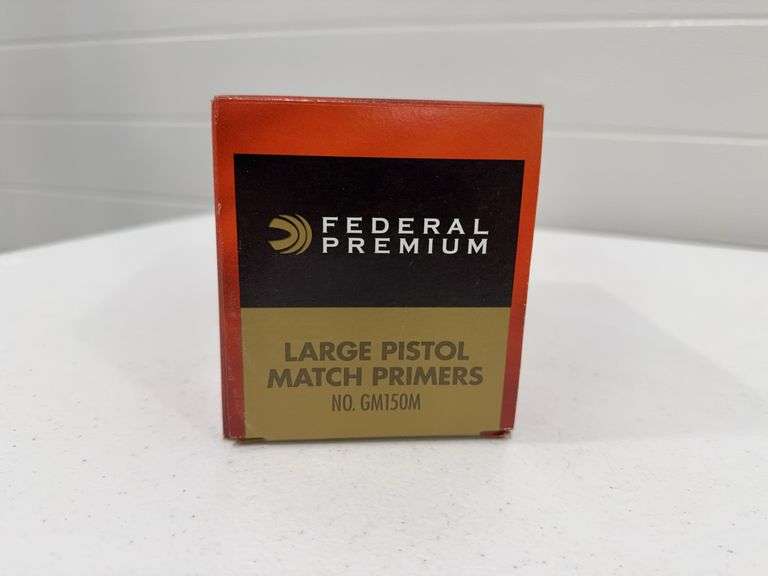 FEDERAL
PREMIUM
LARGE PISTOL
MATCH PRIMERS
NO. GM150M